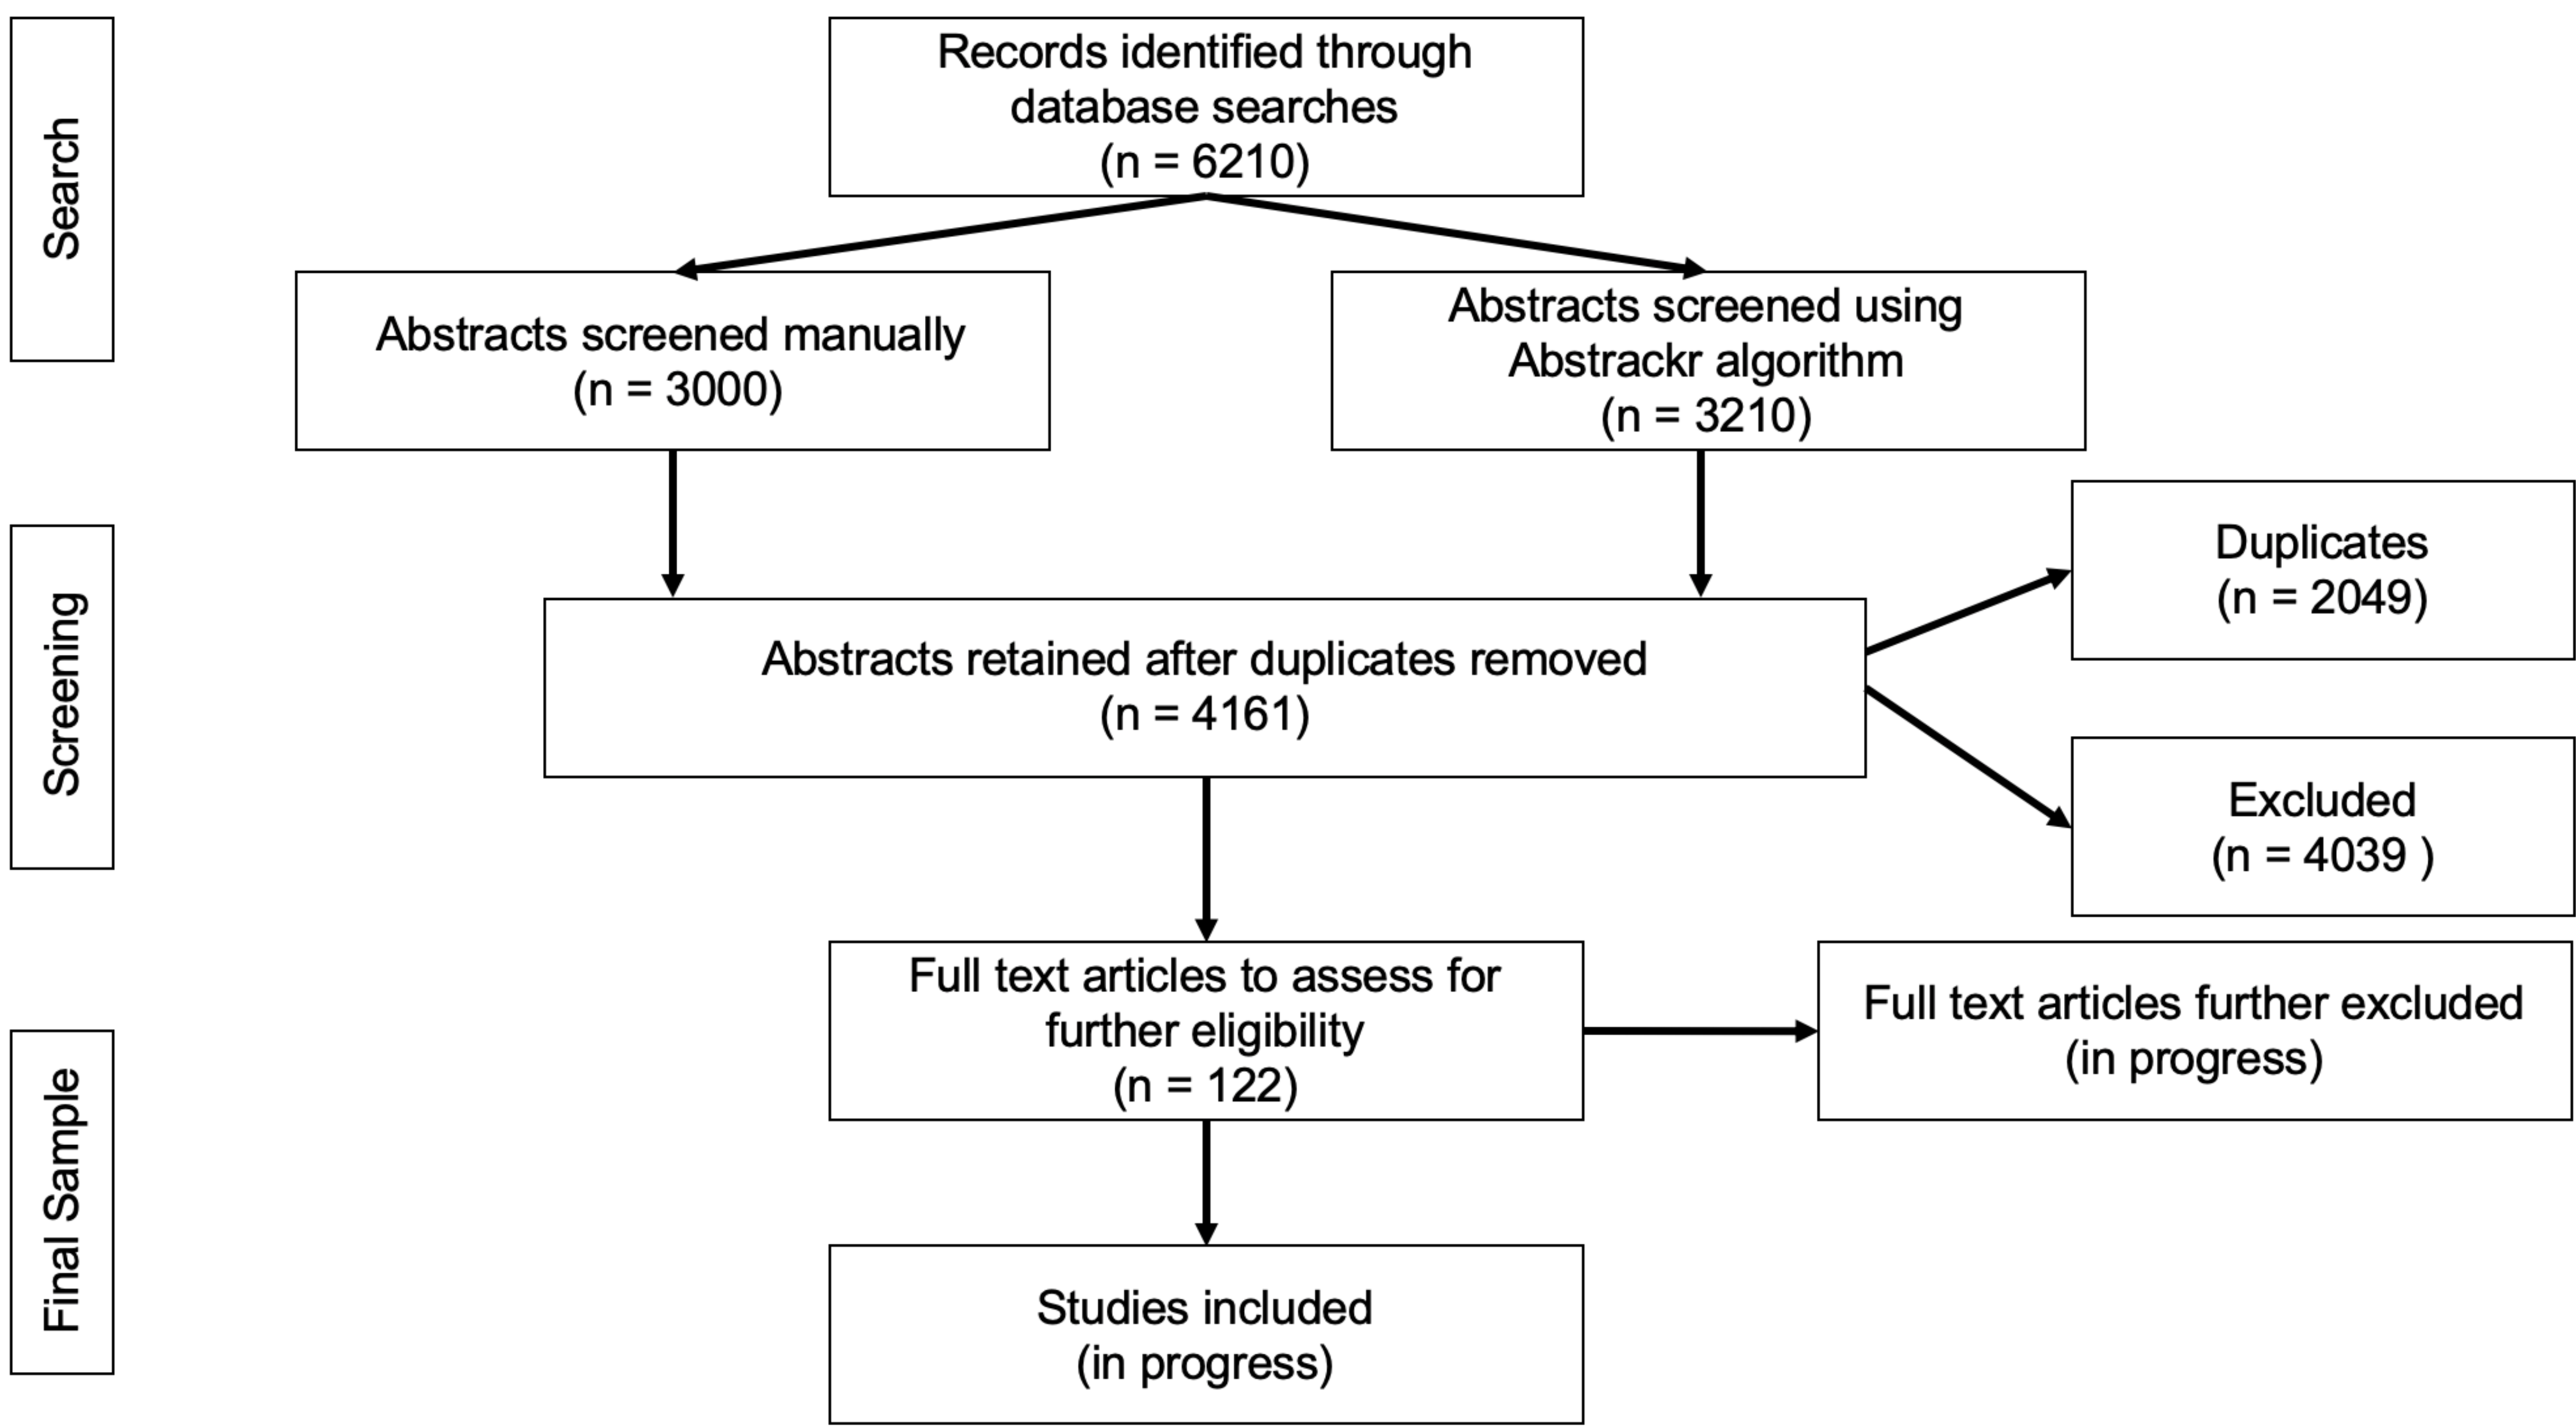 Search
Records identified through
database searches
(n = 6210)
Abstracts screened manually
(n = 3000)
Abstracts screened using
Abstrackr algorithm
(n = 3210)
Screening
Abstracts retained after duplicates removed
(n = 4161)
Duplicates
(n = 2049)
Excluded
(n = 4039 )
Final Sample
Full text articles to assess for
further eligibility
(n = 122)
Full text articles further excluded
(in progress)
Studies included
(in progress)